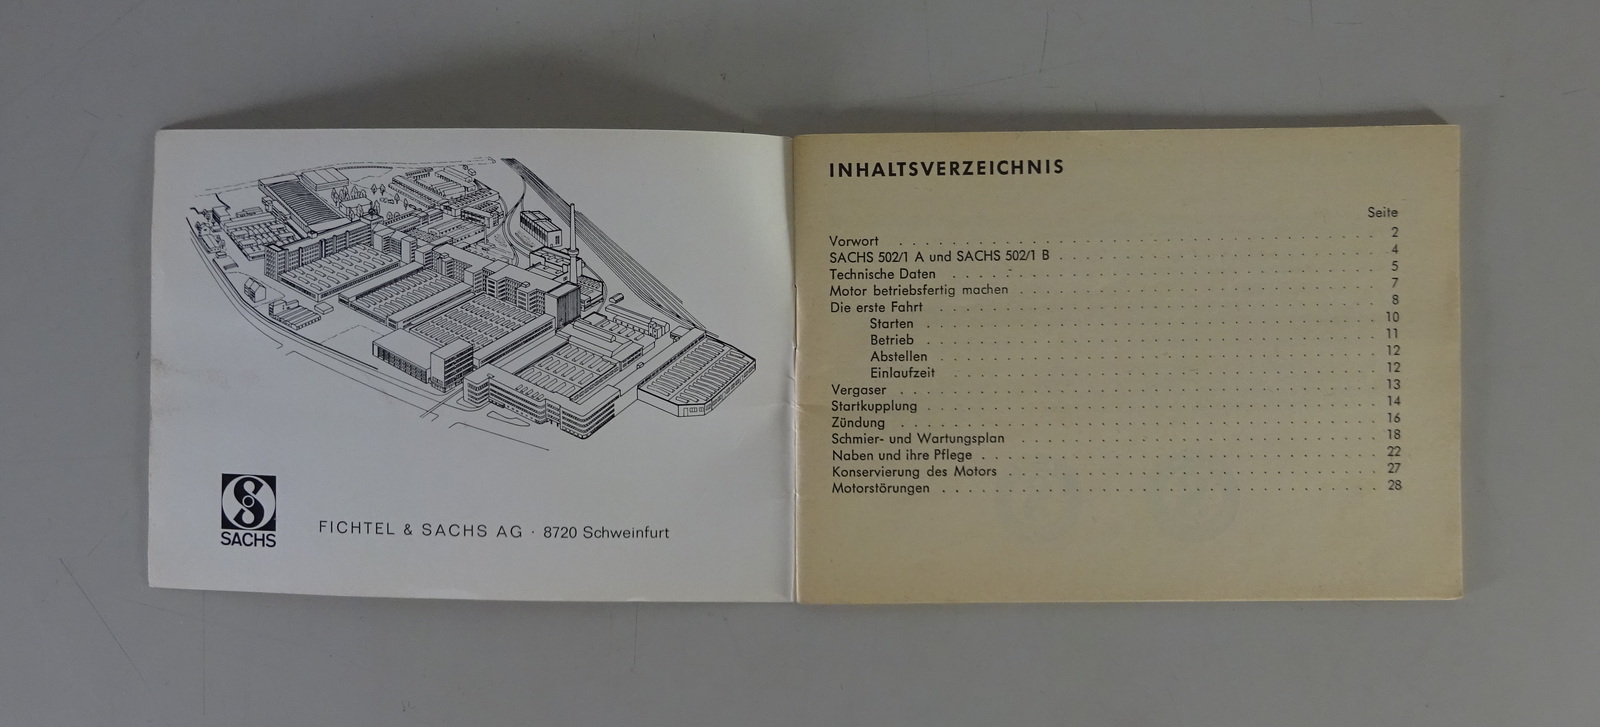 SACHS
FICHTEL & SACHS AG · 8720 Schweinfurt
INHALTSVERZEICHNIS
Seite
Vorwort . . . . . 2
SACHS 502/1 A und SACHS 502/1 B . . . . . 4
Technische Daten . . . . . 5
Motor betriebsfertig machen . . . . . 7
Die erste Fahrt . . . . . 8
Starten . . . . . 10
Betrieb . . . . . 11
Abstellen . . . . . 12
Einlaufzeit . . . . . 12
Vergaser . . . . . 13
Startkupplung . . . . . 14
Zündung . . . . . 16
Schmier- und Wartungsplan . . . . . 18
Naben und ihre Pflege . . . . . 22
Konservierung des Motors . . . . . 27
Motorstörungen . . . . . 28